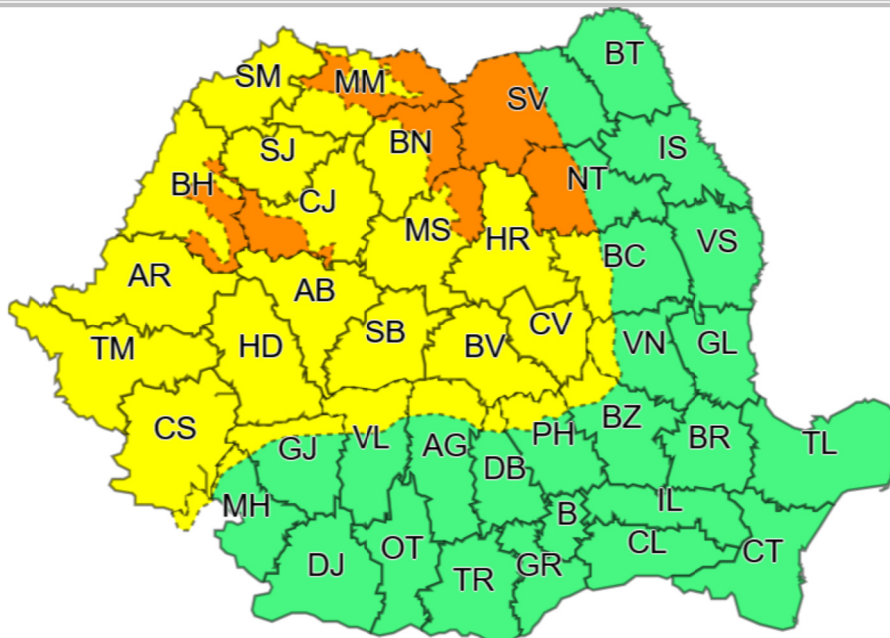 BT
SM
MM
SV
BN
SJ
IS
BH
NT
CJ
MS
HR
VS
BC
AR
AB
CV
SB
TM
HD
BV
VN
GL
CS
BZ
VL
PH
AG
BR
TL
GJ
DB
MH
IL
B
CL
OT
CT
DJ
GR
TR